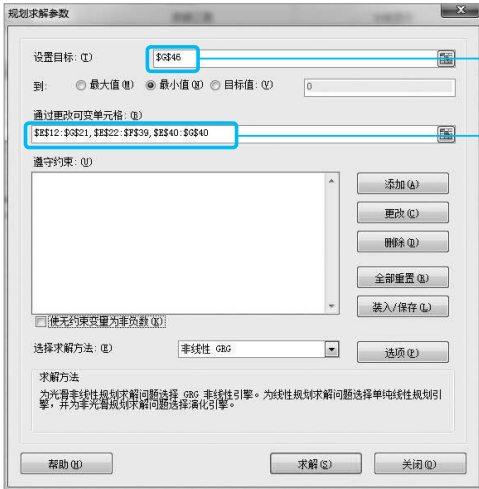 规划求解参数
设置目标: (T)
$G$46
到:
最大值(M)
最小值(N)
目标值: (V)
0
通过更改可变单元格: (B)
$E$12:$G$21,$E$22:$F$39,$E$40:$G$40
遵守约束: (U)
添加(A)
更改(C)
删除(D)
全部重置(R)
装入/保存(L)
使无约束变量为非负数(K)
选择求解方法: (E)
非线性 GRG
选项(P)
求解方法
为光滑非线性规划求解问题选择 GRG 非线性引擎。为线性规划求解问题选择单纯线性规划引
擎，并为非光滑规划求解问题选择演化引擎。
帮助(H)
求解(S)
关闭(O)